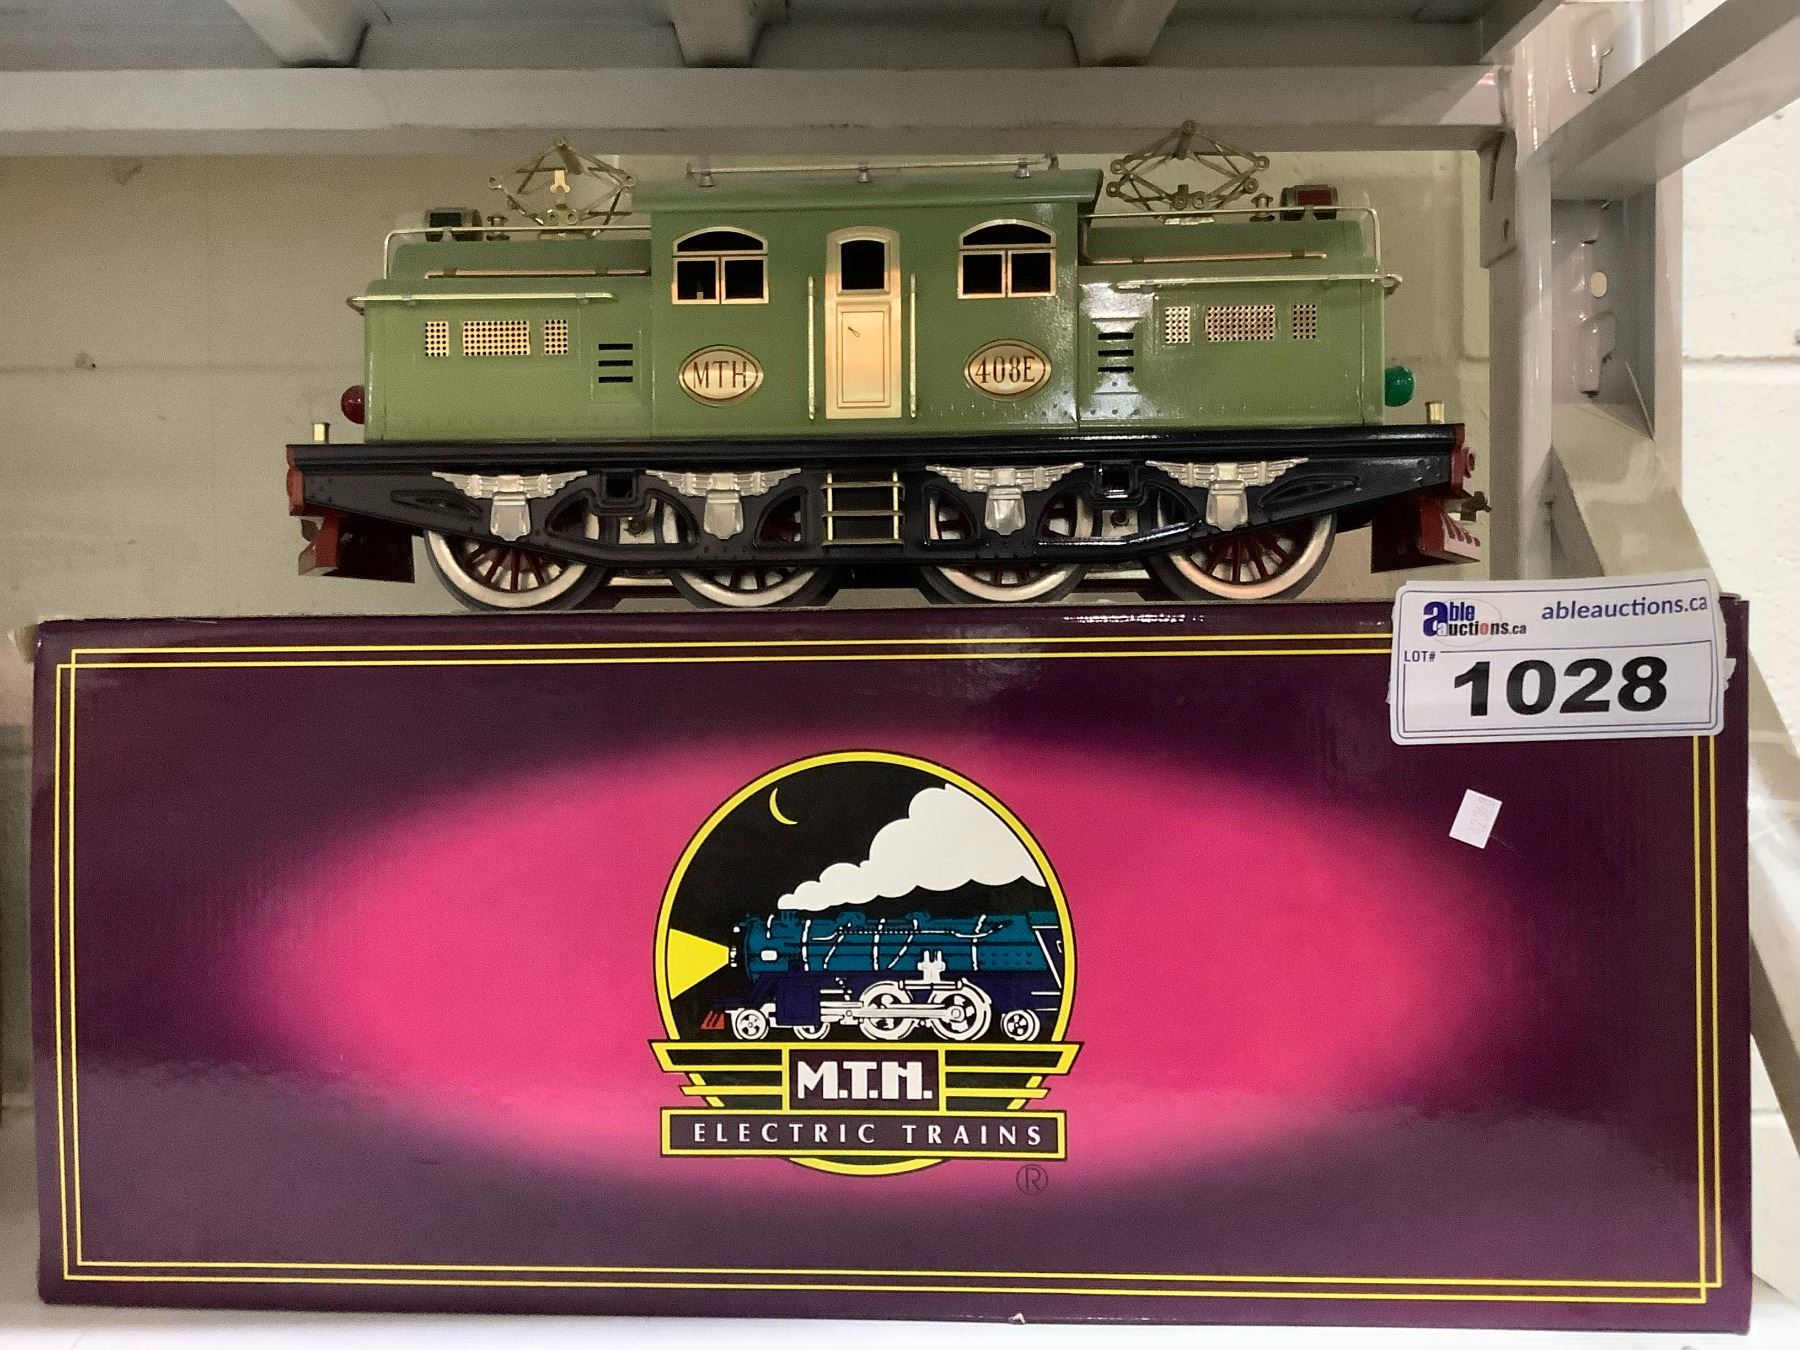 MTH
408E
able auctions.ca
ableauctions.ca
LOT#
1028
M.T.H.
ELECTRIC TRAINS
®